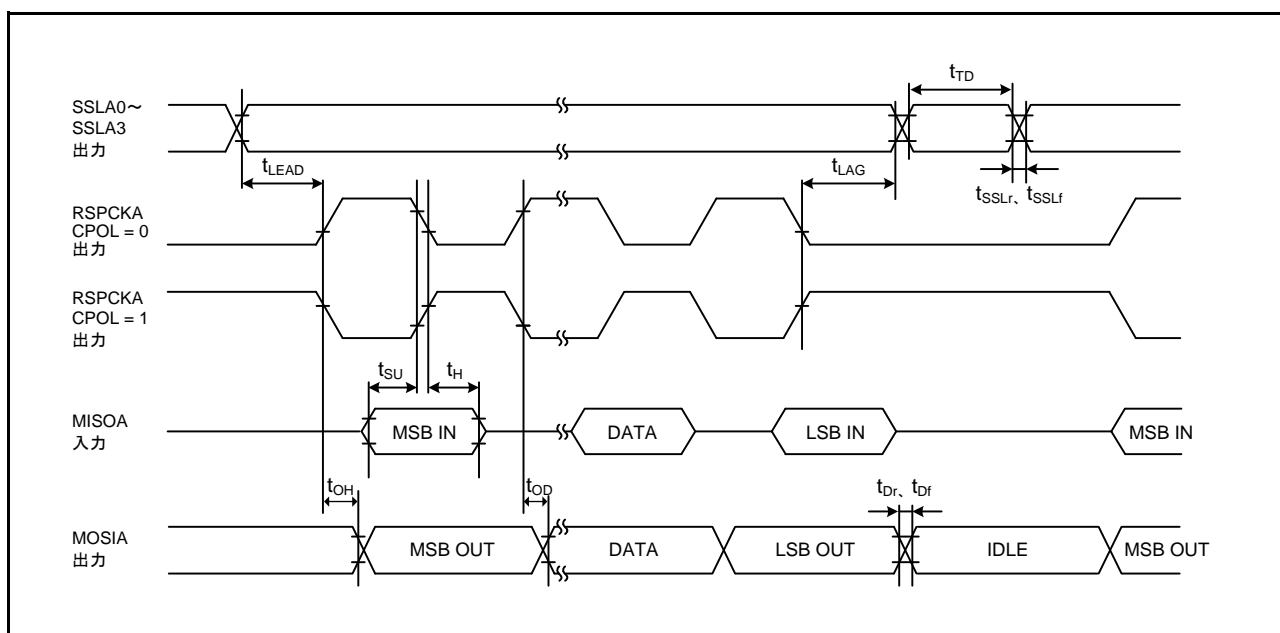 SSLA0~
SSLA3
出力
tTD
tLEAD
tLAG
tSSLr、tSSLf
RSPCKA
CPOL = 0
出力
RSPCKA
CPOL = 1
出力
tSU
tH
MISOA
入力
MSB IN
DATA
LSB IN
MSB IN
tOH
tOD
tDr、tDf
MOSIA
出力
MSB OUT
DATA
LSB OUT
IDLE
MSB OUT